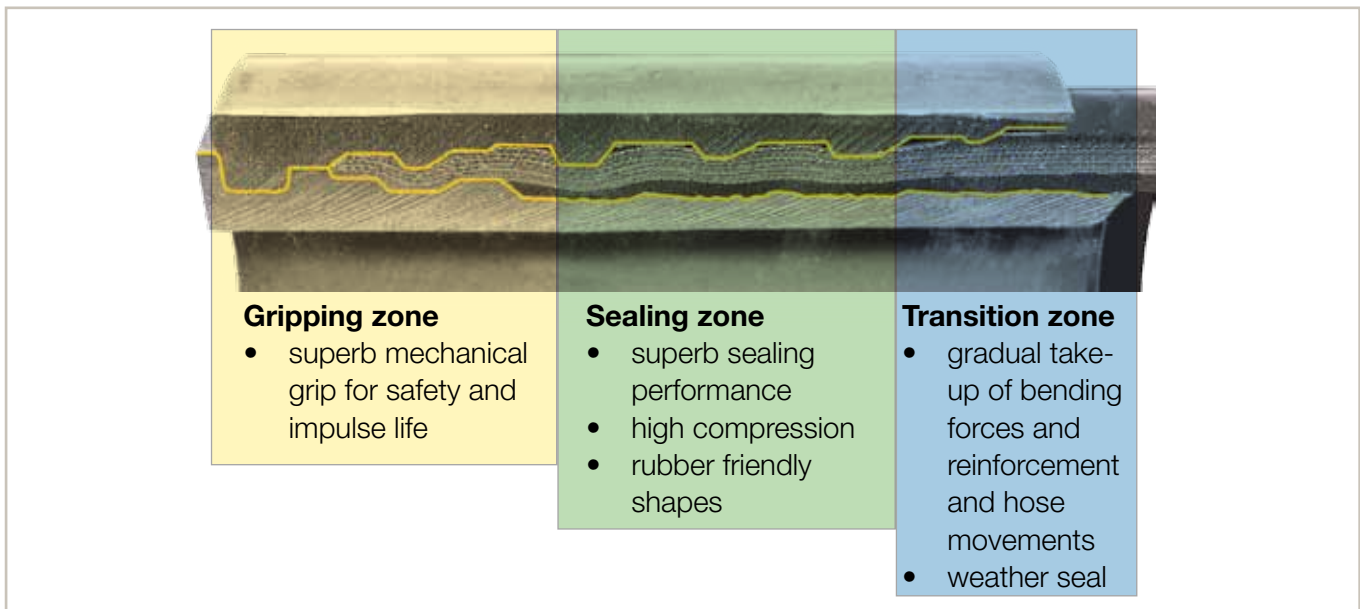 Gripping zone
• superb mechanical
grip for safety and
impulse life
Sealing zone
• superb sealing
performance
• high compression
• rubber friendly
shapes
Transition zone
• gradual take-
up of bending
forces and
reinforcement
and hose
movements
• weather seal